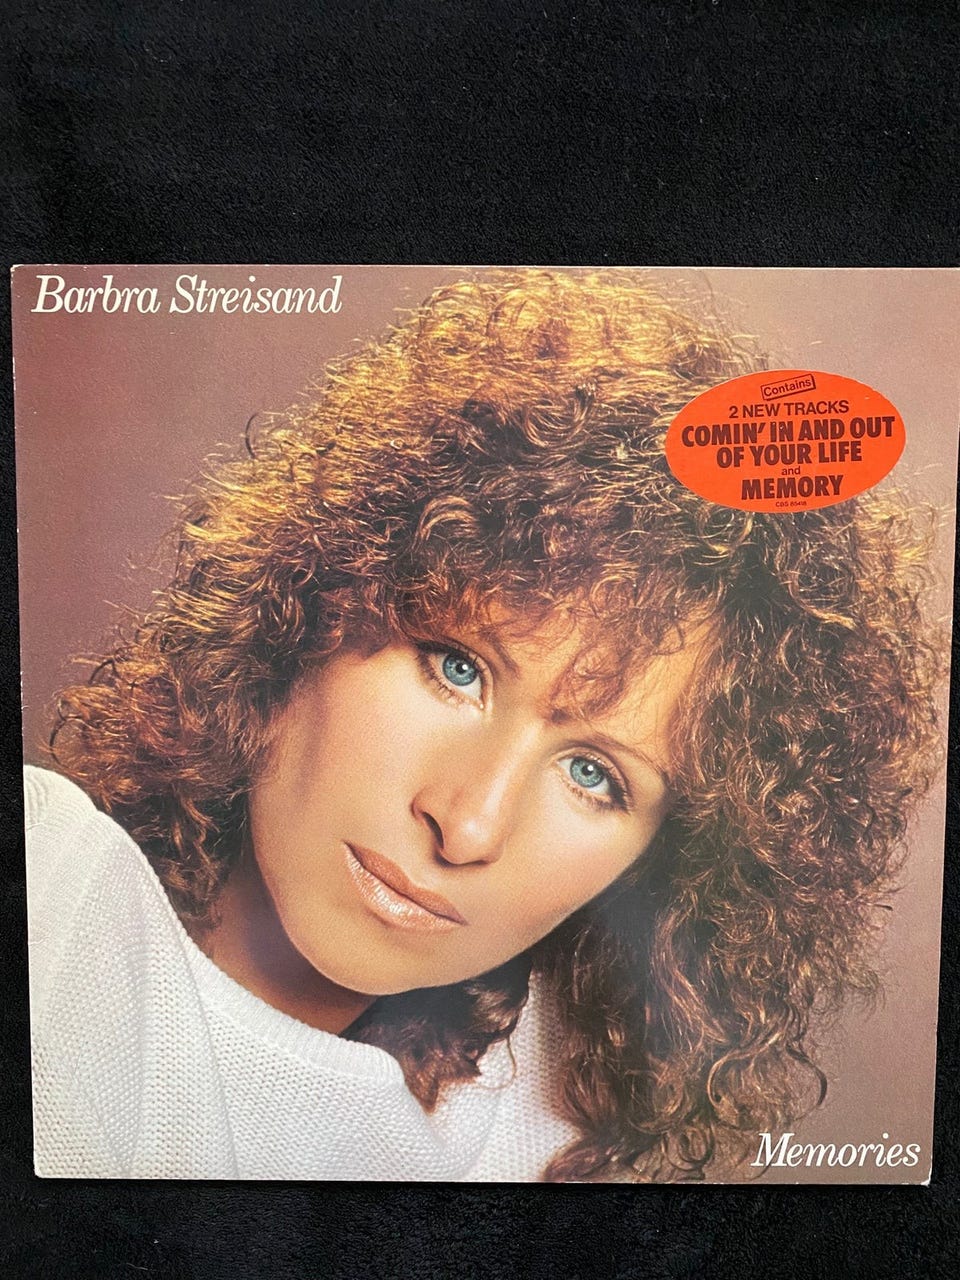 Barbra Streisand
Contains
2 NEW TRACKS
COMIN' IN AND OUT
OF YOUR LIFE
and
MEMORY
CBS 85418
Memories